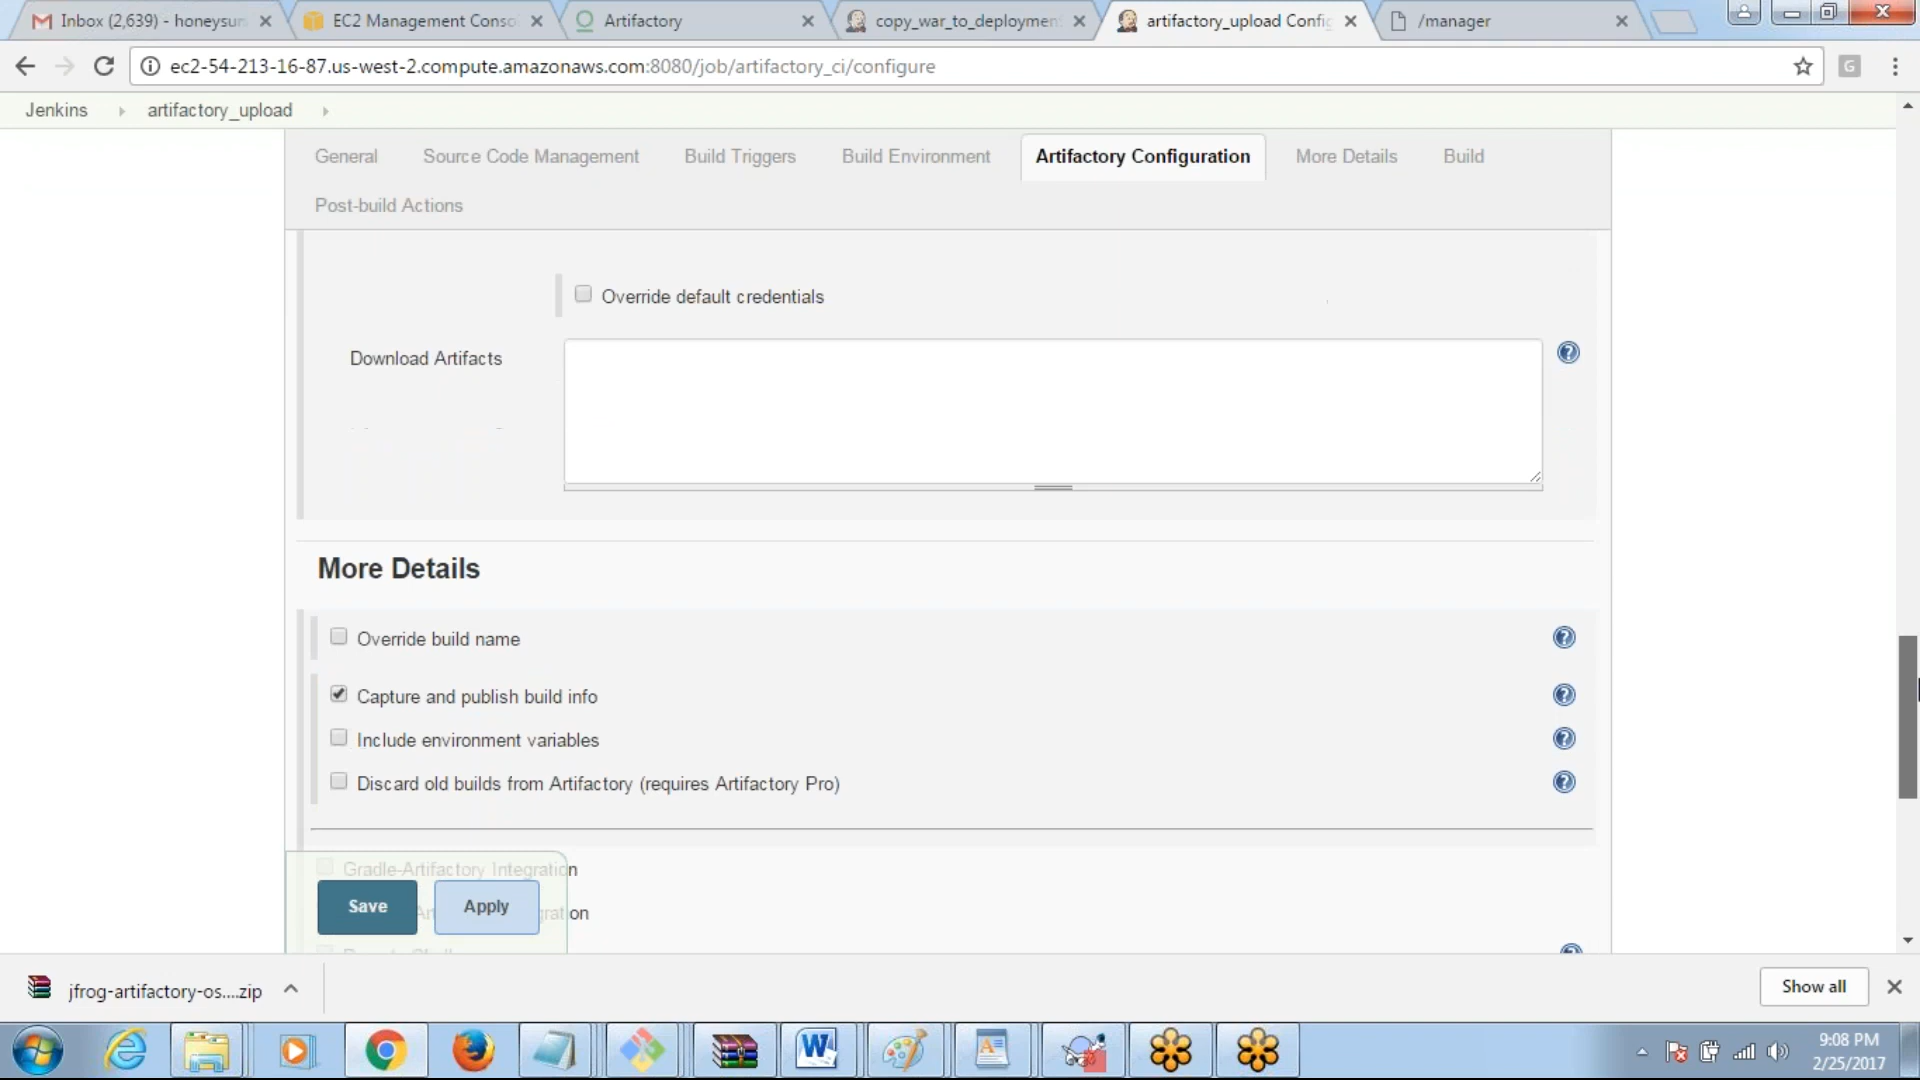 Inbox (2,639) - honeysun
EC2 Management Conso
Artifactory
copy_war_to_deploymen
artifactory_upload Config
/manager
ec2-54-213-16-87.us-west-2.compute.amazonaws.com:8080/job/artifactory_ci/configure
G
Jenkins
artifactory_upload
General
Source Code Management
Build Triggers
Build Environment
Artifactory Configuration
More Details
Build
Post-build Actions
Override default credentials
Download Artifacts
More Details
Override build name
Capture and publish build info
Include environment variables
Discard old builds from Artifactory (requires Artifactory Pro)
Gradle-Artifactory Integration
Save
Apply
jfrog-artifactory-os....zip
Show all
9:08 PM
2/25/2017